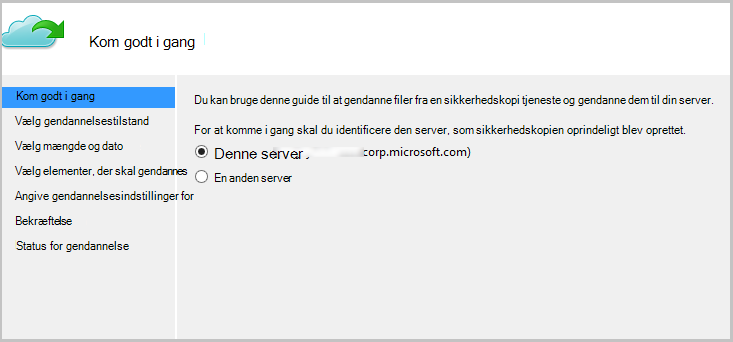 Kom godt i gang
Kom godt i gang
Vælg gendannelsestilstand
Vælg mængde og dato
Vælg elementer, der skal gendannes
Angive gendannelsesindstillinger for
Bekræftelse
Status for gendannelse
Du kan bruge denne guide til at gendanne filer fra en sikkerhedskopi tjeneste og gendanne dem til din server.
For at komme i gang skal du identificere den server, som sikkerhedskopien oprindeligt blev oprettet.
Denne server corp.microsoft.com)
En anden server